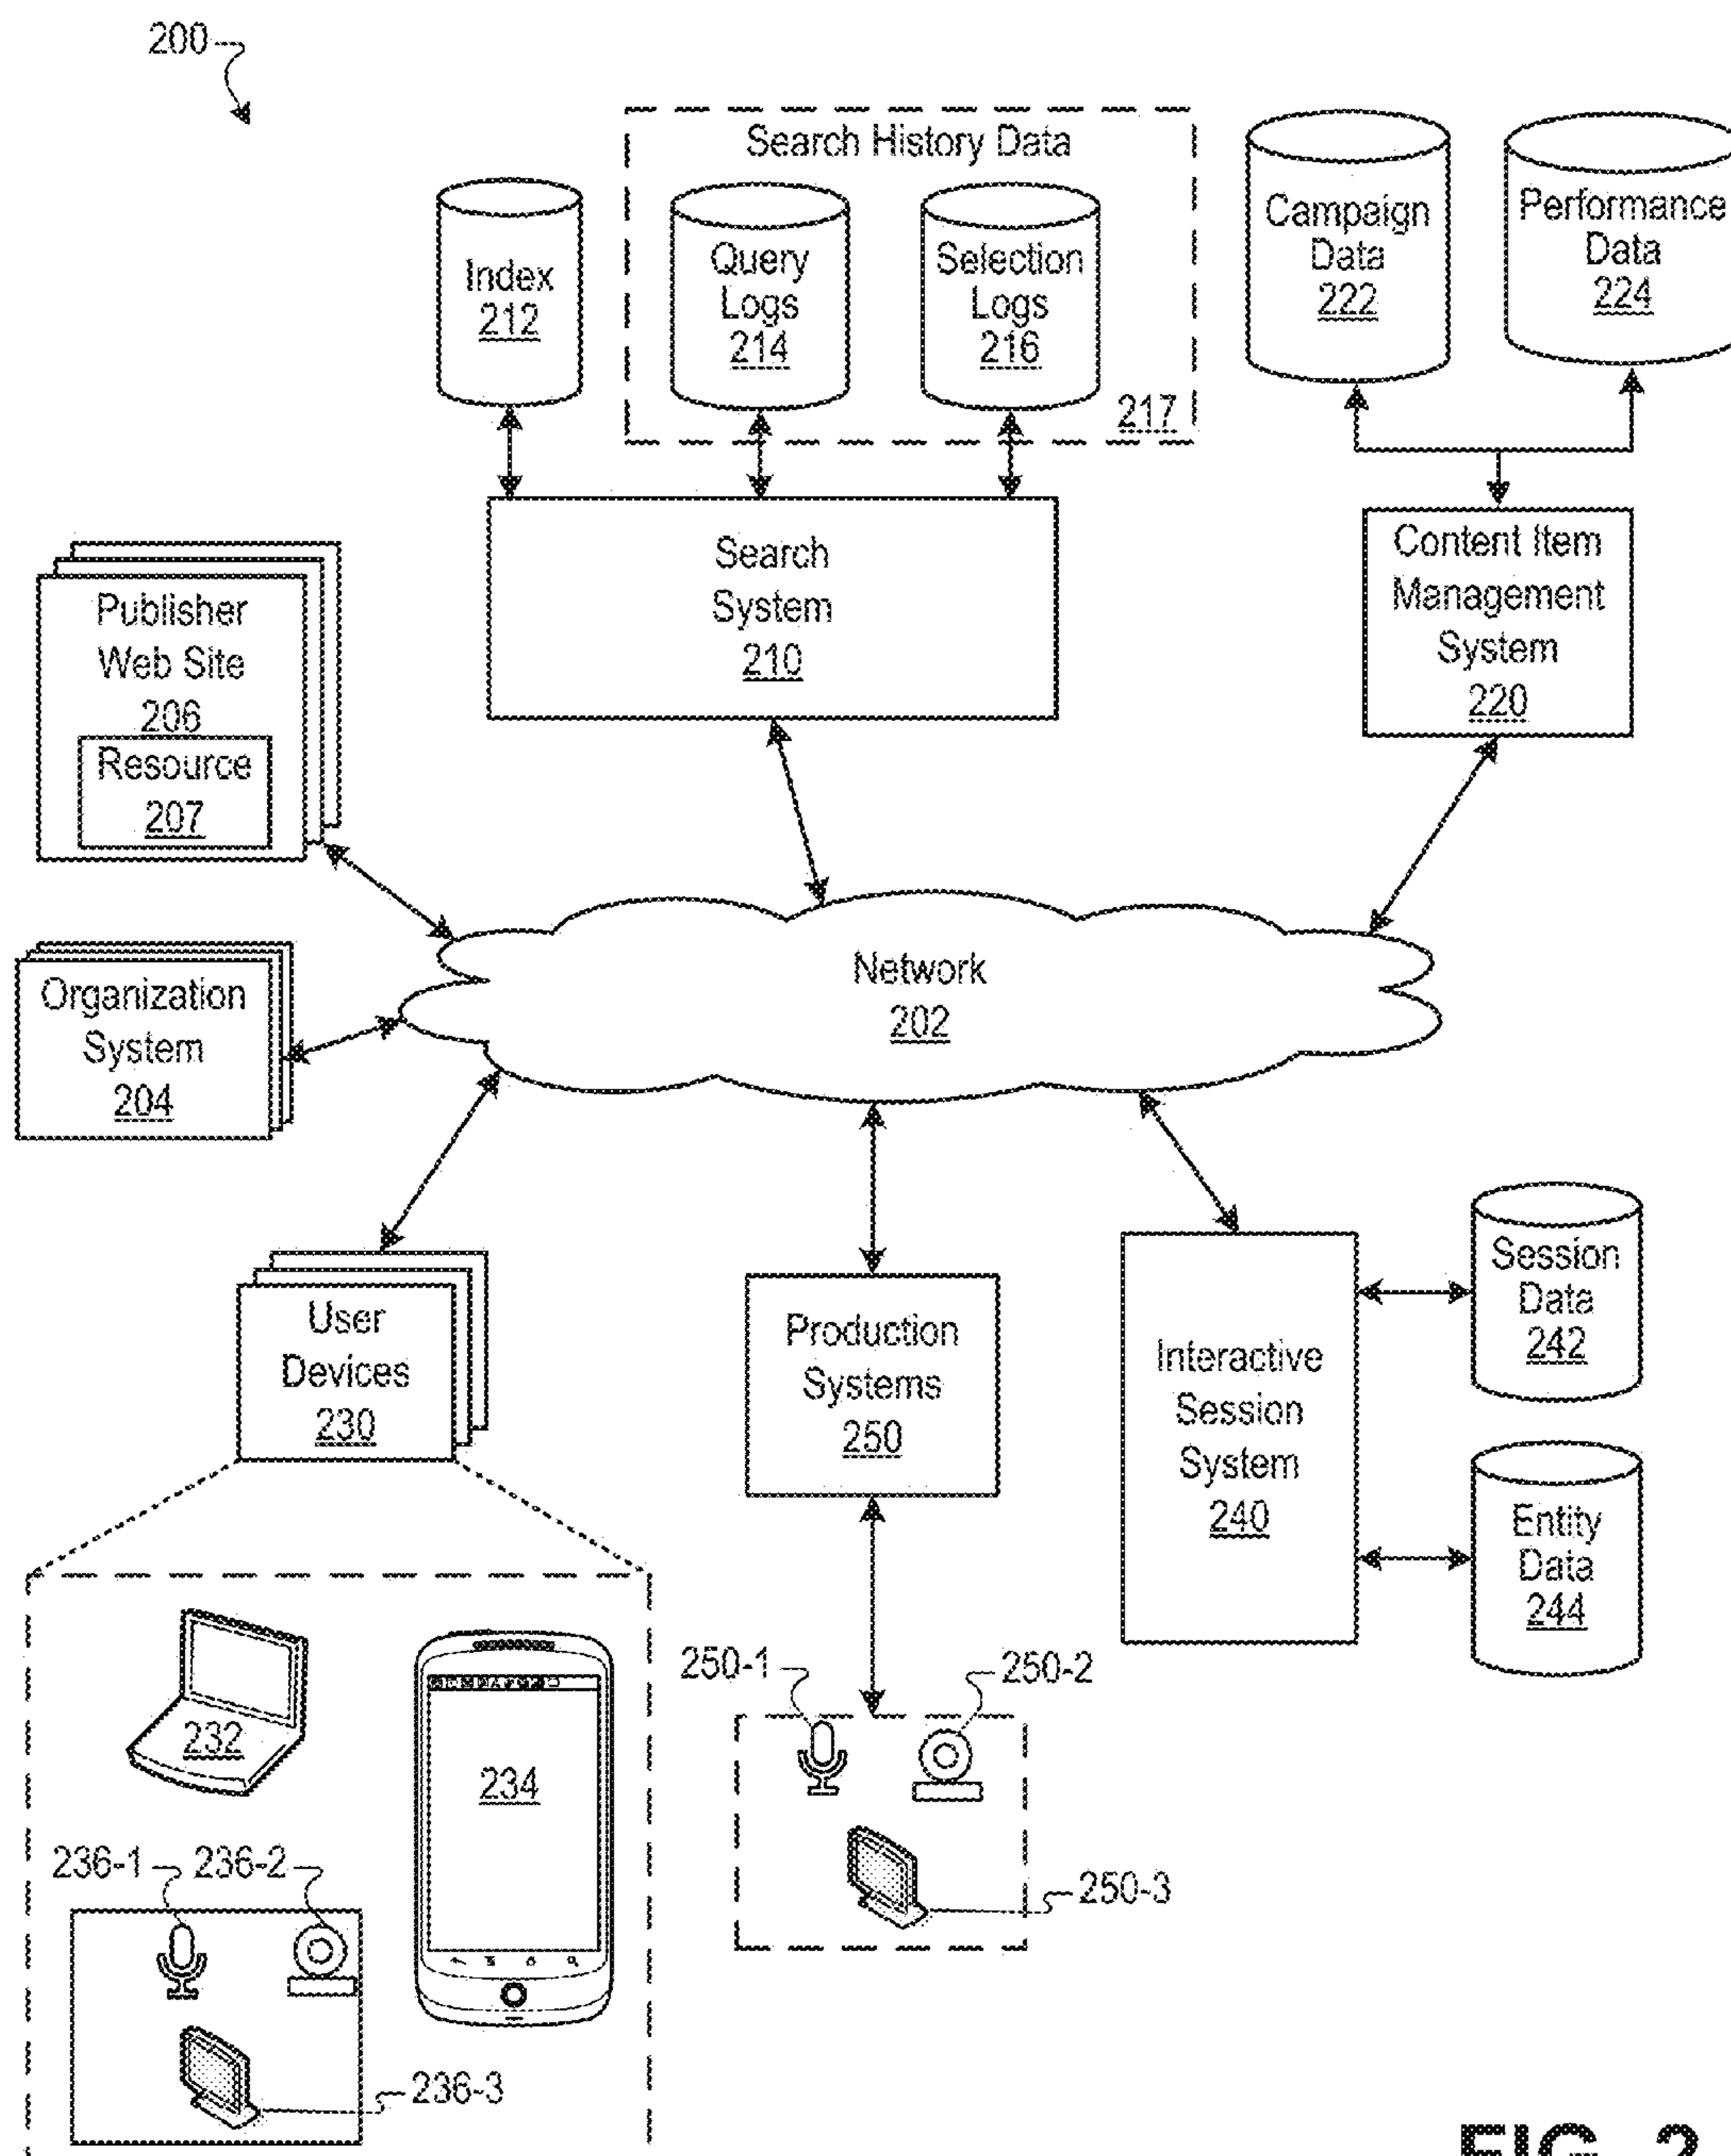 200
Search History Data
Index
212
Query
Logs
214
Selection
Logs
216
217
Campaign
Data
222
Performance
Data
224
Search
System
210
Content Item
Management
System
220
Publisher
Web Site
206
Resource
207
Organization
System
204
Network
202
User
Devices
230
Production
Systems
250
Interactive
Session
System
240
Session
Data
242
Entity
Data
244
232
234
236-1
236-2
236-3
250-1
250-2
250-3
FIG. 2